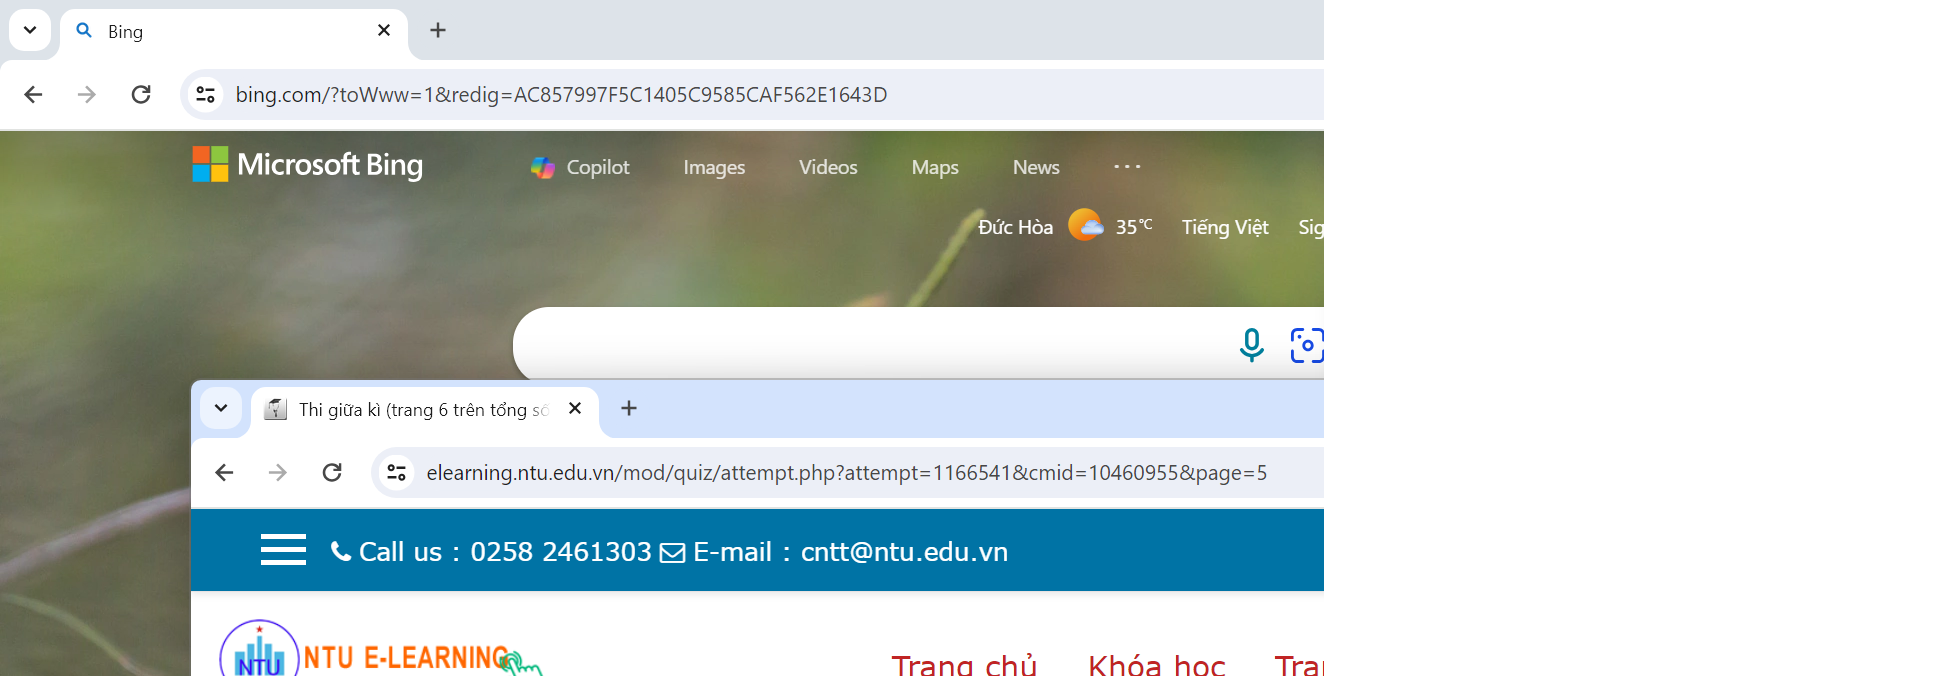 Bing
bing.com/?toWww=1&redig=AC857997F5C1405C9585CAF562E1643D
Microsoft Bing Copilot Images Videos Maps News ...
Đức Hòa 35°C Tiếng Việt Sig
Thi giữa kì (trang 6 trên tổng số
elearning.ntu.edu.vn/mod/quiz/attempt.php?attempt=1166541&cmid=10460955&page=5
Call us : 0258 2461303 E-mail : cntt@ntu.edu.vn
NTU NTU E-LEARNING Trang chủ Khóa học Tran